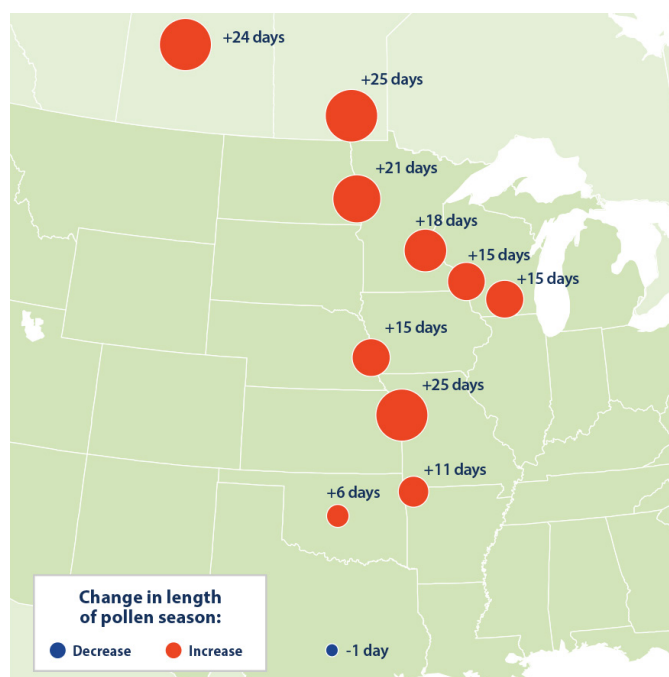 +24 days
+25 days
+21 days
+18 days
+15 days
+15 days
+15 days
+25 days
+11 days
+6 days
Change in length
of pollen season:
Decrease
Increase
-1 day